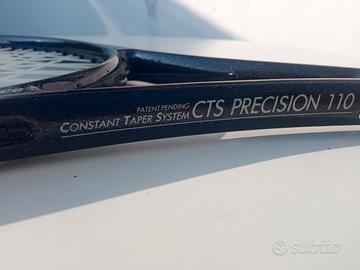 PATENT PENDING
CONSTANT TAPER SYSTEM CTS PRECISION 110
subito